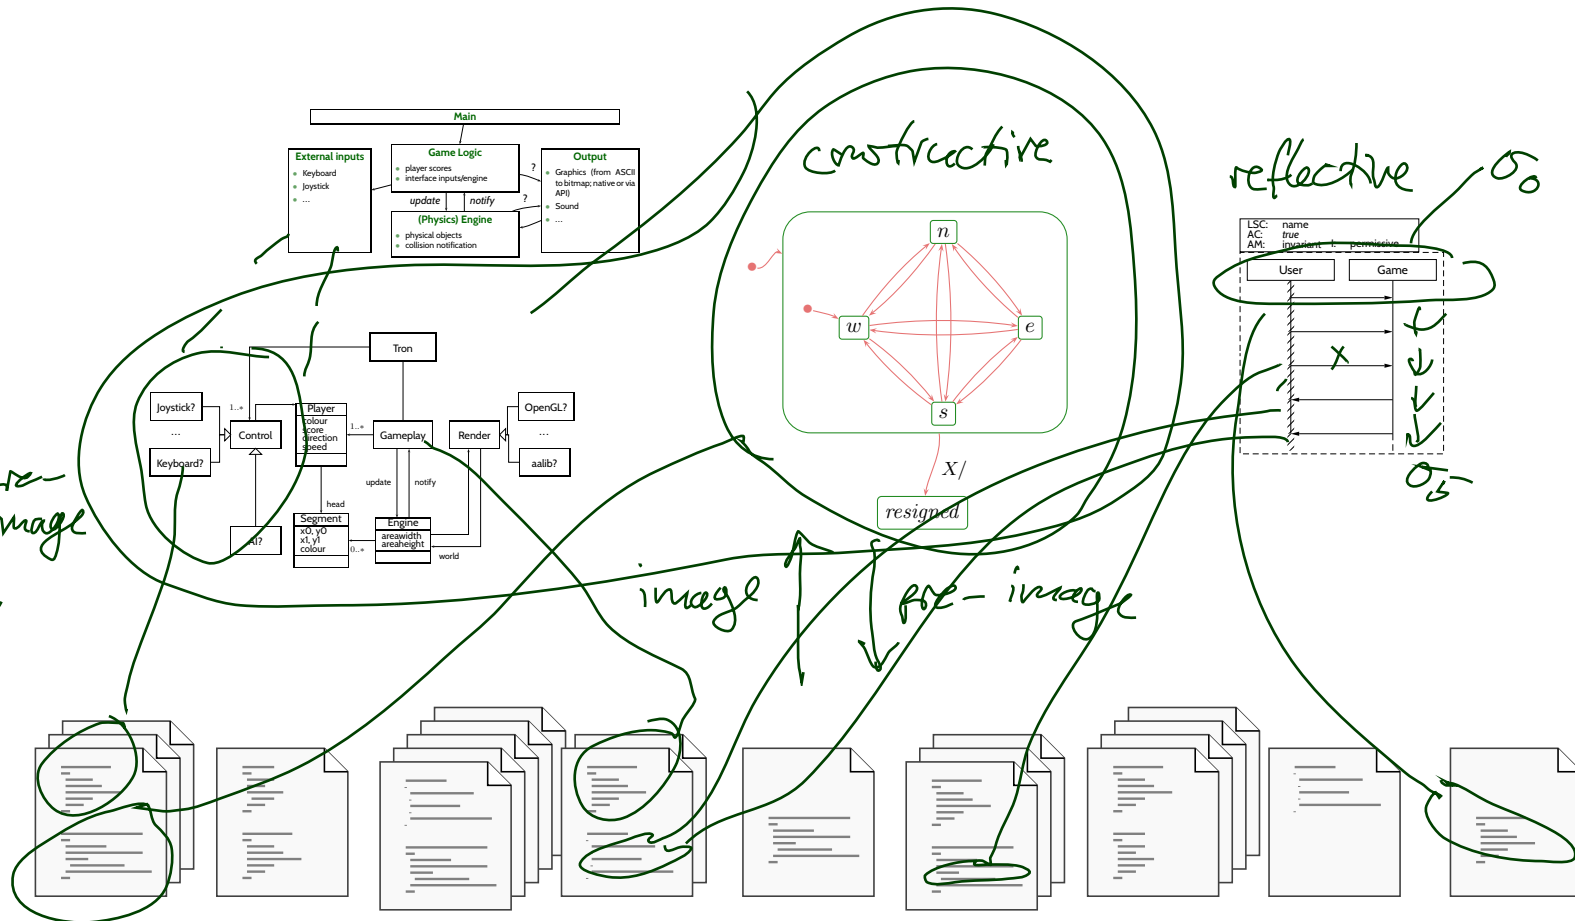 Main
External inputs
Keyboard
Joystick
...
Game Logic
player scores
interface inputs/engine
update
notify
?
?
(Physics) Engine
physical objects
collision notification
Output
Graphics (from ASCII
to bitmap; native or via
API)
Sound
...
constructive
reflective
σ0
LSC: name
AC: true
AM: invariant I: permissive
User
Game
X
σ5
n
w
e
s
X/
resigned
Tron
Joystick?
...
Keyboard?
1..*
Control
AI?
Player
colour
score
direction
speed
1..*
Gameplay
Render
OpenGL?
...
aalib?
update
notify
head
Segment
x0, y0
x1, y1
colour
0..*
Engine
areawidth
areaheight
world
image
image
pre-image